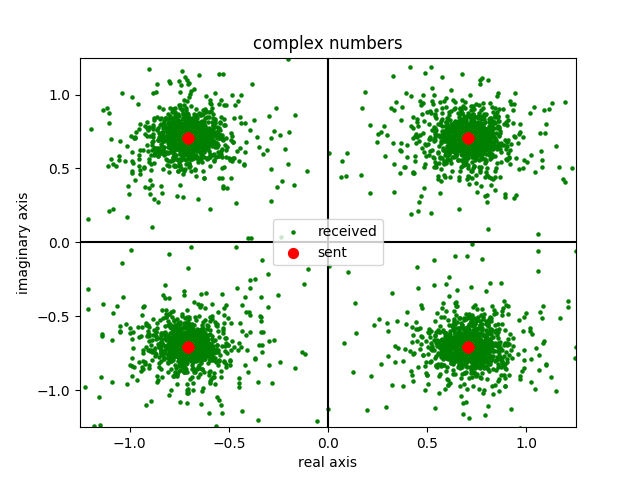 complex numbers
imaginary axis
1.0
0.5
0.0
−0.5
−1.0
received
sent
−1.0 −0.5 0.0 0.5 1.0
real axis